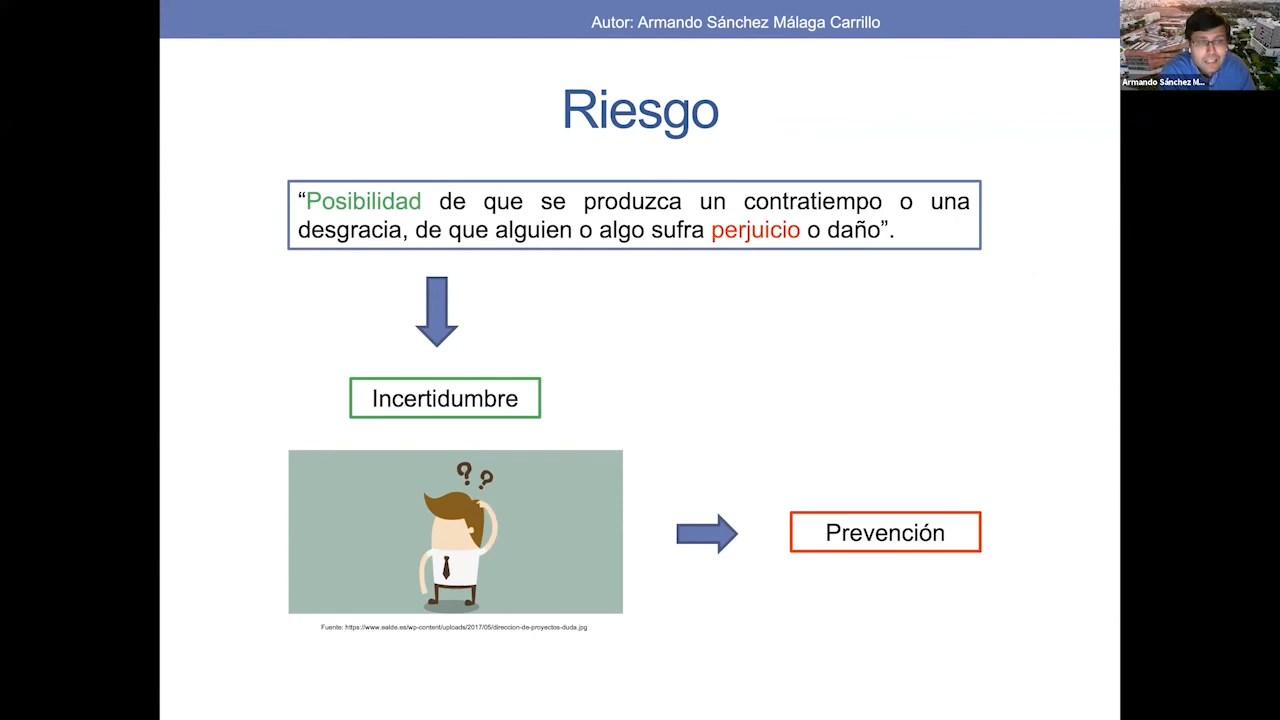 Autor: Armando Sánchez Málaga Carrillo
Armando Sánchez M...
Riesgo
“Posibilidad de que se produzca un contratiempo o una
desgracia, de que alguien o algo sufra perjuicio o daño”.
Incertidumbre
? ?
Prevención
Fuente: https://www.ealde.es/wp-content/uploads/2017/05/direccion-de-proyectos-duda.jpg